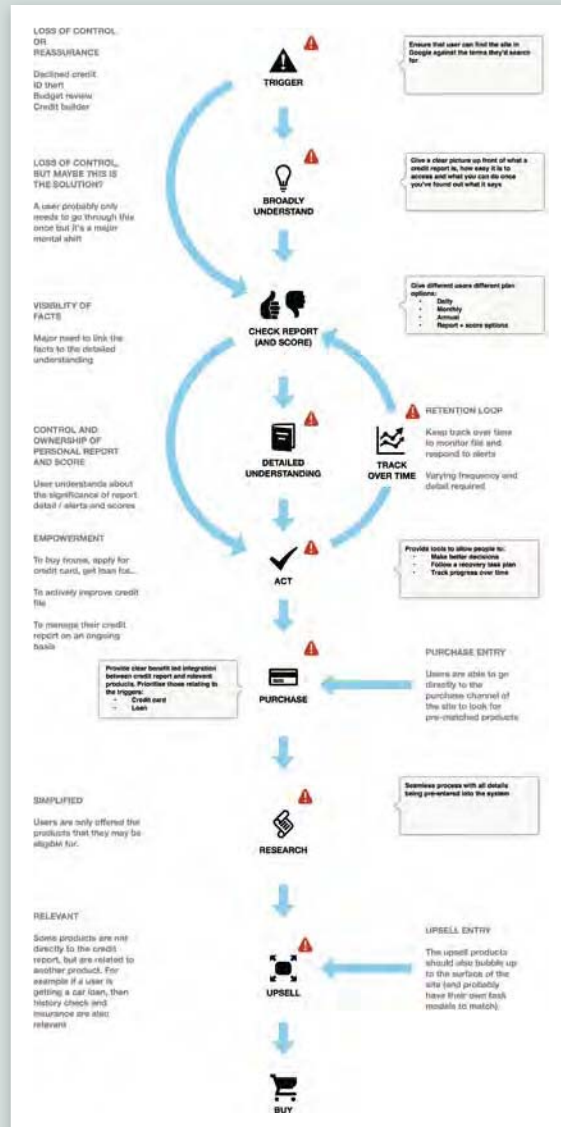 LOSS OF CONTROL
OR
REASSURANCE
Declined credit
ID theft
Budget review
Credit builder
TRIGGER
Ensure that user can find the site in
Google against the terms they'd search
for
LOSS OF CONTROL,
BUT MAYBE THIS IS
THE SOLUTION?
A user probably only
needs to go through this
once but it's a major
mental shift
BROADLY
UNDERSTAND
Give a clear picture up front of what a
credit report is, how easy it is to
access and what you can do once
you've found out what it says
VISIBILITY OF
FACTS
Major need to link the
facts to the detailed
understanding
CHECK REPORT
(AND SCORE)
Give different users different plan
options:
• Daily
• Monthly
• Annual
• Report + score options
CONTROL AND
OWNERSHIP OF
PERSONAL REPORT
AND SCORE
User understands about
the significance of report
detail / alerts and scores
DETAILED
UNDERSTANDING
TRACK
OVER TIME
RETENTION LOOP
Keep track over time
to monitor file and
respond to alerts
Varying frequency and
detail required
EMPOWERMENT
To buy house, apply for
credit card, get loan
To actively improve credit
file
To manage their credit
report on an ongoing
basis
ACT
Provide tools to allow people to:
• Make better decisions
• Follow a recovery task plan
• Track progress over time
Provide clear benefit led integration
between credit report and relevant
products. Prioritise those relating to
the triggers:
• Credit card
• Loan
PURCHASE
PURCHASE ENTRY
Users are able to go
directly to the
purchase channel of
the site to look for
pre-matched products
SIMPLIFIED
Users are only offered the
products that they may be
eligible for.
RESEARCH
Seamless process with all details
being pre-entered into the system
RELEVANT
Some products are not
directly to the credit
report, but are related to
another product. For
example if a user is
getting a car loan, then
history check and
insurance are also
relevant
UPSELL
UPSELL ENTRY
The upsell products
should also bubble up
to the surface of the
site (and probably
have their own task
models to match)
BUY